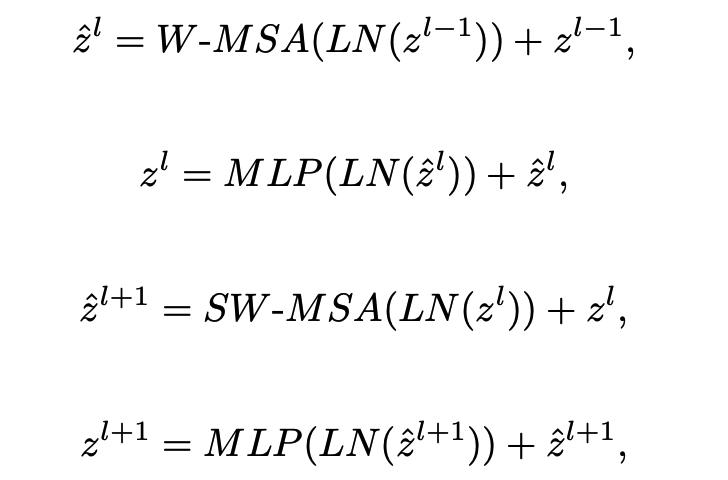 ẑ^l = W-MSA(LN(z^{l−1})) + z^{l−1},
z^l = MLP(LN(ẑ^l)) + ẑ^l,
ẑ^{l+1} = SW-MSA(LN(z^l)) + z^l,
z^{l+1} = MLP(LN(ẑ^{l+1})) + ẑ^{l+1},